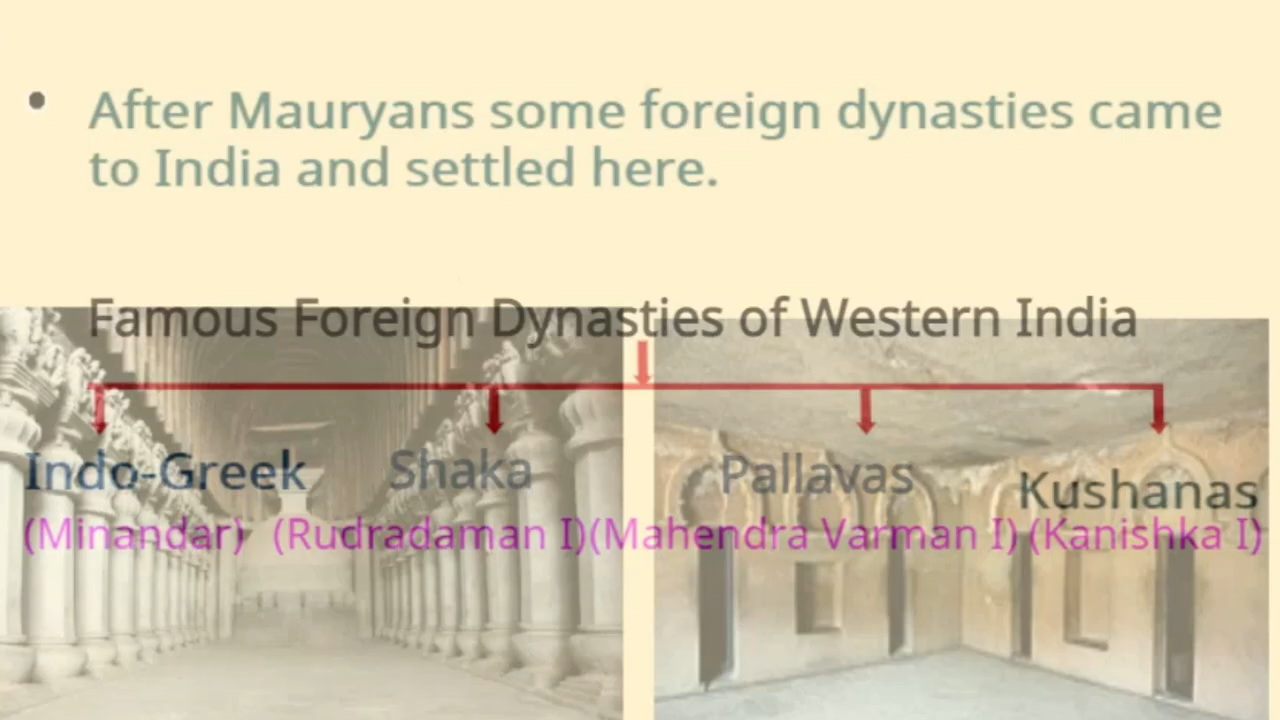 • After Mauryans some foreign dynasties came
to India and settled here.
Famous Foreign Dynasties of Western India
Indo-Greek Shaka Pallavas Kushanas
(Minandar) (Rudradaman I)(Mahendra Varman I) (Kanishka I)